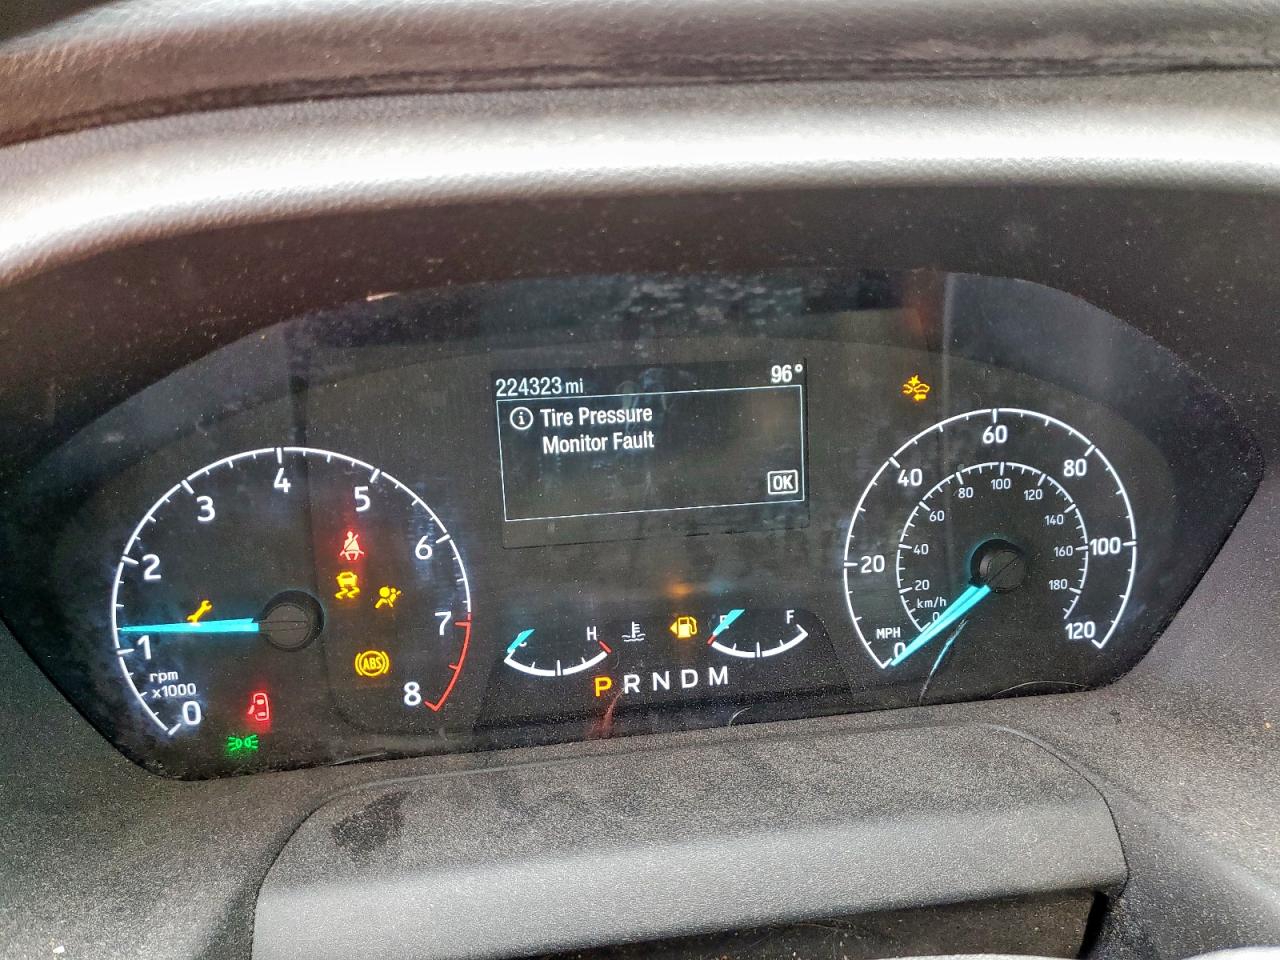 224323 mi 96°
Tire Pressure
Monitor Fault
OK
0 1 2 3 4 5 6 7 8
rpm
x1000
ABS
H
F
P R N D M
0 20 40 60 80 100 120
MPH
km/h
0 20 40 60 80 100 120 140 160 180